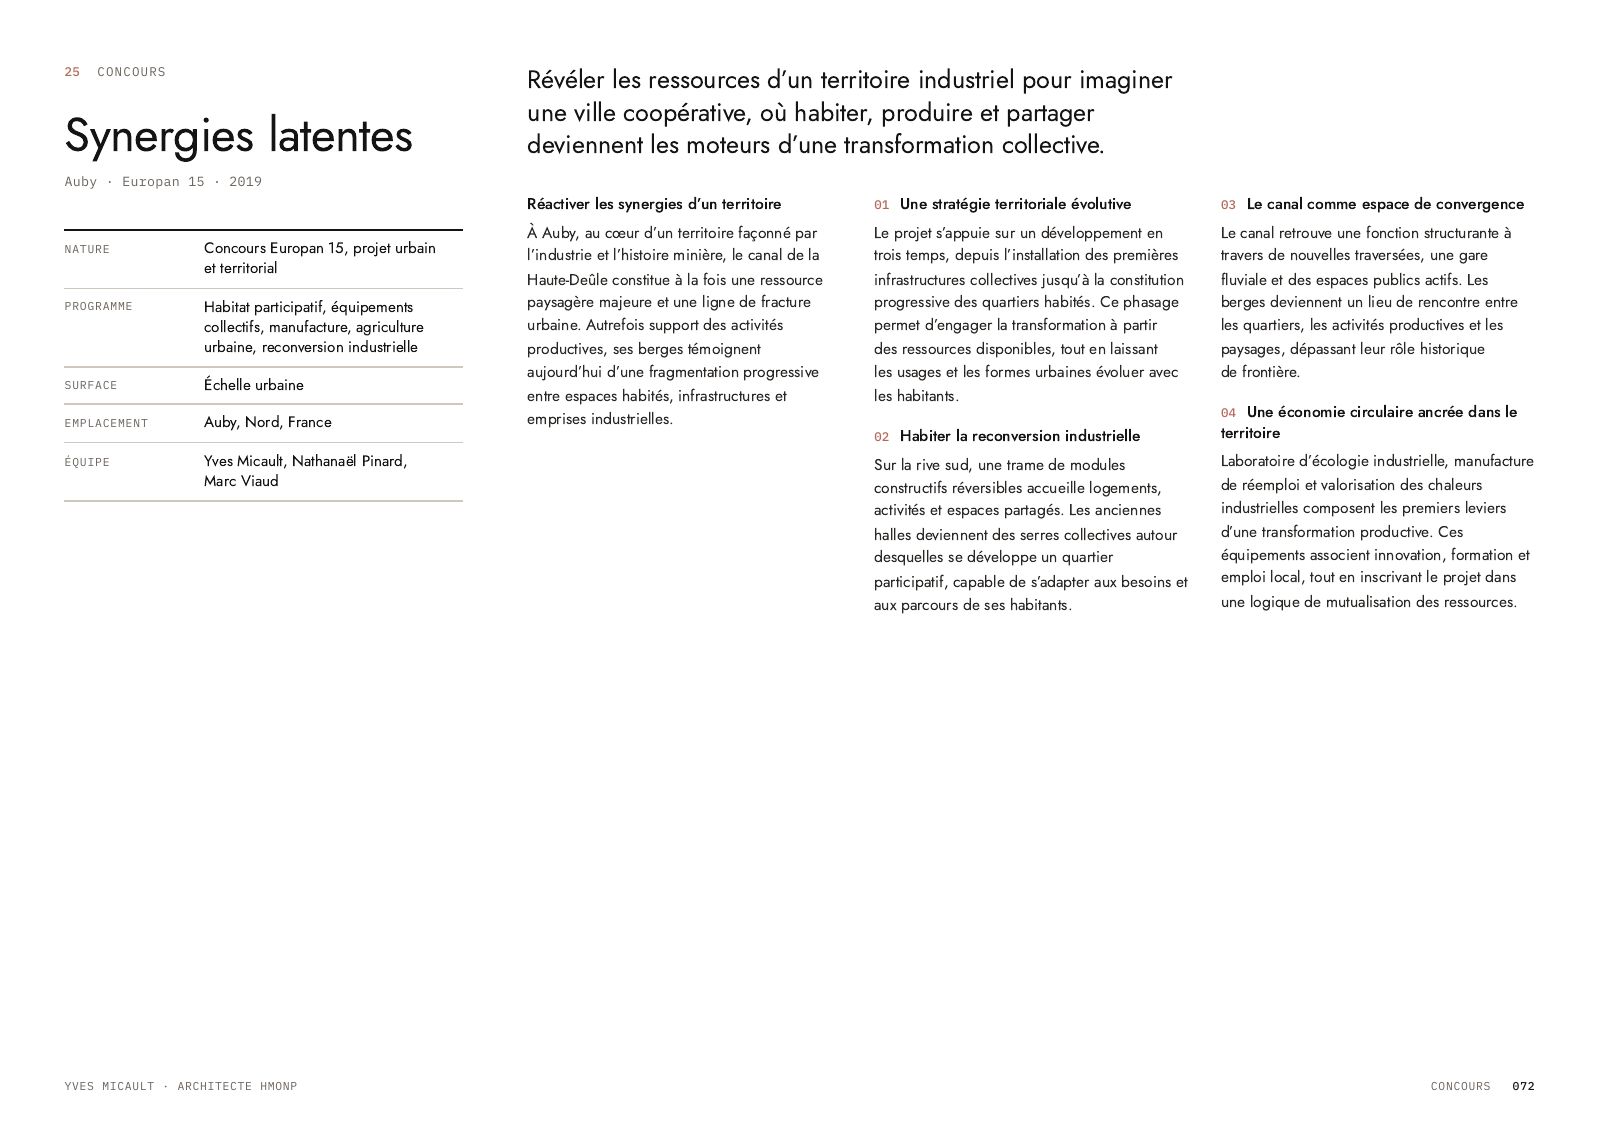 25 CONCOURS
Synergies latentes
Auby · Europan 15 · 2019
NATURE
Concours Europan 15, projet urbain
et territorial
PROGRAMME
Habitat participatif, équipements
collectifs, manufacture, agriculture
urbaine, reconversion industrielle
SURFACE
Échelle urbaine
EMPLACEMENT
Auby, Nord, France
ÉQUIPE
Yves Micault, Nathanaël Pinard,
Marc Viaud
Révéler les ressources d’un territoire industriel pour imaginer
une ville coopérative, où habiter, produire et partager
deviennent les moteurs d’une transformation collective.
Réactiver les synergies d’un territoire
À Auby, au cœur d’un territoire façonné par
l’industrie et l’histoire minière, le canal de la
Haute-Deûle constitue à la fois une ressource
paysagère majeure et une ligne de fracture
urbaine. Autrefois support des activités
productives, ses berges témoignent
aujourd’hui d’une fragmentation progressive
entre espaces habités, infrastructures et
emprises industrielles.
01 Une stratégie territoriale évolutive
Le projet s’appuie sur un développement en
trois temps, depuis l’installation des premières
infrastructures collectives jusqu’à la constitution
progressive des quartiers habités. Ce phasage
permet d’engager la transformation à partir
des ressources disponibles, tout en laissant
les usages et les formes urbaines évoluer avec
les habitants.
02 Habiter la reconversion industrielle
Sur la rive sud, une trame de modules
constructifs réversibles accueille logements,
activités et espaces partagés. Les anciennes
halles deviennent des serres collectives autour
desquelles se développe un quartier
participatif, capable de s’adapter aux besoins et
aux parcours de ses habitants.
03 Le canal comme espace de convergence
Le canal retrouve une fonction structurante à
travers de nouvelles traversées, une gare
fluviale et des espaces publics actifs. Les
berges deviennent un lieu de rencontre entre
les quartiers, les activités productives et les
paysages, dépassant leur rôle historique
de frontière.
04 Une économie circulaire ancrée dans le
territoire
Laboratoire d’écologie industrielle, manufacture
de réemploi et valorisation des chaleurs
industrielles composent les premiers leviers
d’une transformation productive. Ces
équipements associent innovation, formation et
emploi local, tout en inscrivant le projet dans
une logique de mutualisation des ressources.
YVES MICAULT · ARCHITECTE HMONP
CONCOURS 072